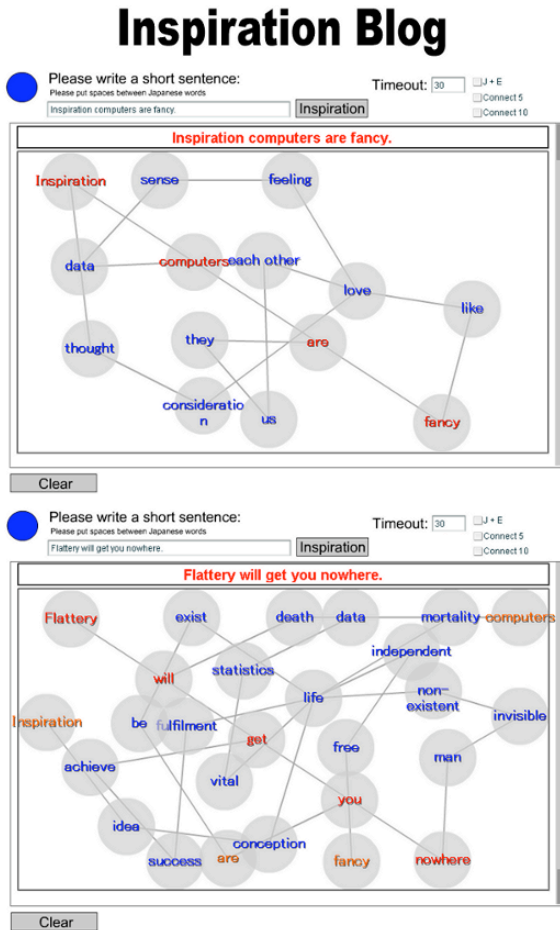 Inspiration Blog
Please write a short sentence:
Please put spaces between Japanese words
Inspiration computers are fancy.
Inspiration
Timeout: 30
J + E
Connect 5
Connect 10
Inspiration computers are fancy.
Inspiration
sense
feeling
data
computers
each other
love
like
thought
they
are
consideratio
n
us
fancy
Clear
Please write a short sentence:
Please put spaces between Japanese words
Flattery will get you nowhere.
Inspiration
Timeout: 30
J + E
Connect 5
Connect 10
Flattery will get you nowhere.
Flattery
exist
death
data
mortality
computers
independent
will
statistics
life
non-
existent
Inspiration
be
fulfilment
invisible
get
free
man
achieve
vital
you
idea
conception
success
are
fancy
nowhere
Clear